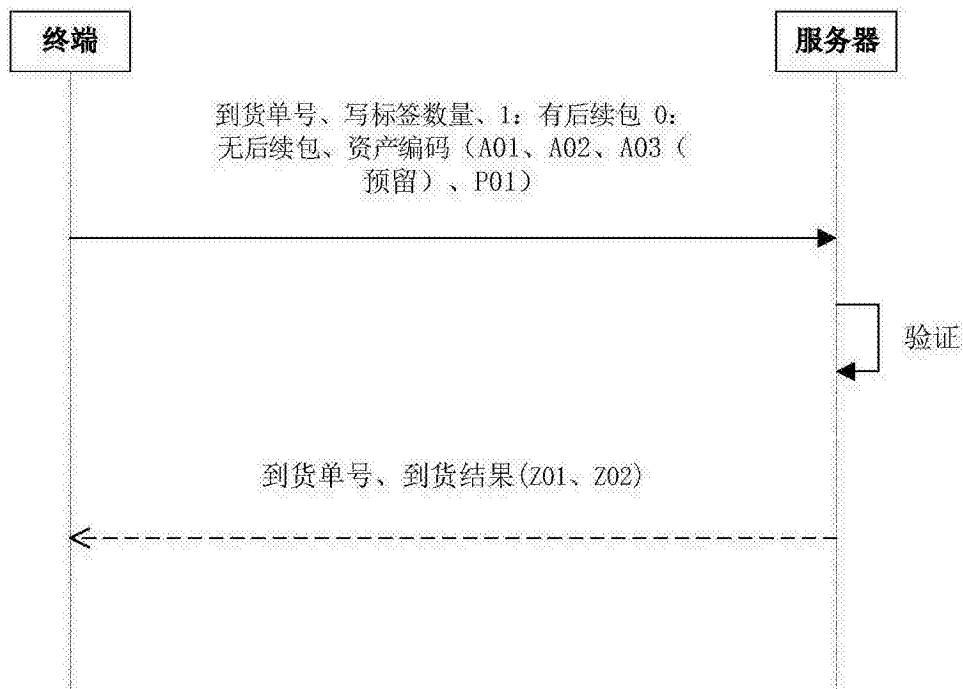 终端
服务器
到货单号、写标签数量、1: 有后续包 0:
无后续包、资产编码（A01、A02、A03（
预留）、P01）
验证
到货单号、到货结果(Z01、Z02)